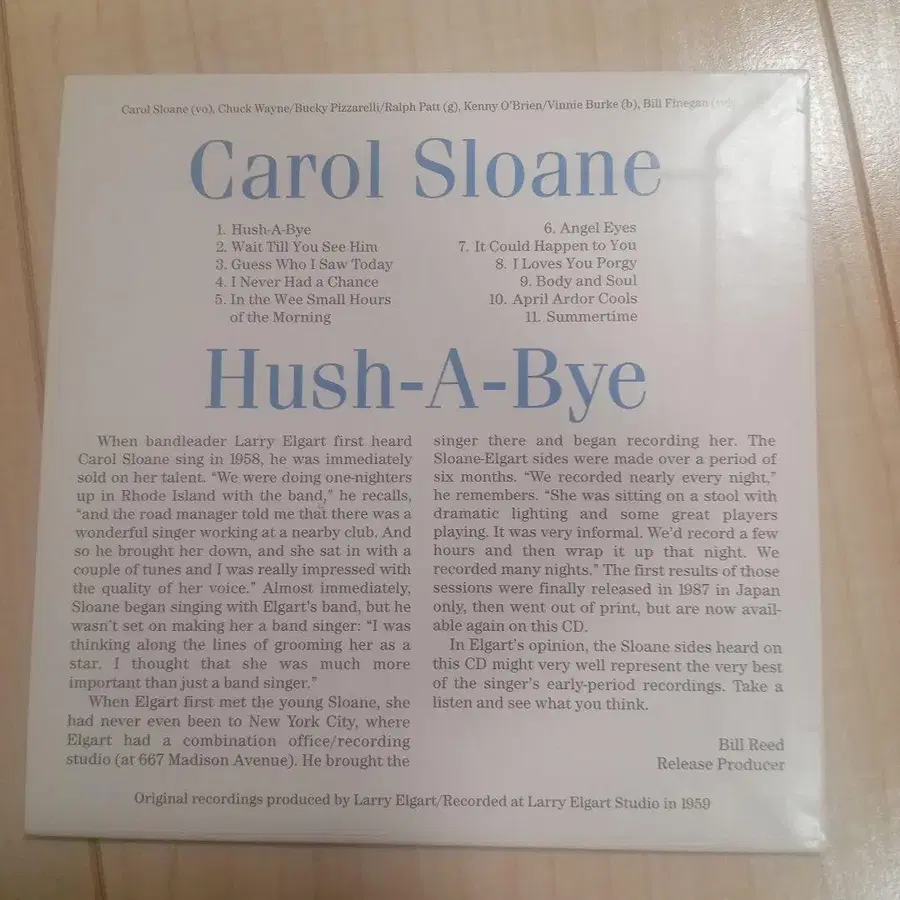 Carol Sloane (vo), Chuck Wayne/Bucky Pizzarelli/Ralph Patt (g), Kenny O'Brien/Vinnie Burke (b), Bill Finegan
Carol Sloane
1. Hush-A-Bye
2. Wait Till You See Him
3. Guess Who I Saw Today
4. I Never Had a Chance
5. In the Wee Small Hours
of the Morning
6. Angel Eyes
7. It Could Happen to You
8. I Loves You Porgy
9. Body and Soul
10. April Ardor Cools
11. Summertime
Hush-A-Bye
When bandleader Larry Elgart first heard
Carol Sloane sing in 1958, he was immediately
sold on her talent. "We were doing one-nighters
up in Rhode Island with the band," he recalls,
"and the road manager told me that there was a
wonderful singer working at a nearby club. And
so he brought her down, and she sat in with a
couple of tunes and I was really impressed with
the quality of her voice." Almost immediately,
Sloane began singing with Elgart's band, but he
wasn't set on making her a band singer: "I was
thinking along the lines of grooming her as a
star. I thought that she was much more
important than just a band singer."
When Elgart first met the young Sloane, she
had never even been to New York City, where
Elgart had a combination office/recording
studio (at 667 Madison Avenue). He brought the
singer there and began recording her. The
Sloane-Elgart sides were made over a period of
six months. "We recorded nearly every night,"
he remembers. "She was sitting on a stool with
dramatic lighting and some great players
playing. It was very informal. We'd record a few
hours and then wrap it up that night. We
recorded many nights." The first results of those
sessions were finally released in 1987 in Japan
only, then went out of print, but are now avail-
able again on this CD.
In Elgart's opinion, the Sloane sides heard on
this CD might very well represent the very best
of the singer's early-period recordings. Take a
listen and see what you think.
Bill Reed
Release Producer
Original recordings produced by Larry Elgart/Recorded at Larry Elgart Studio in 1959